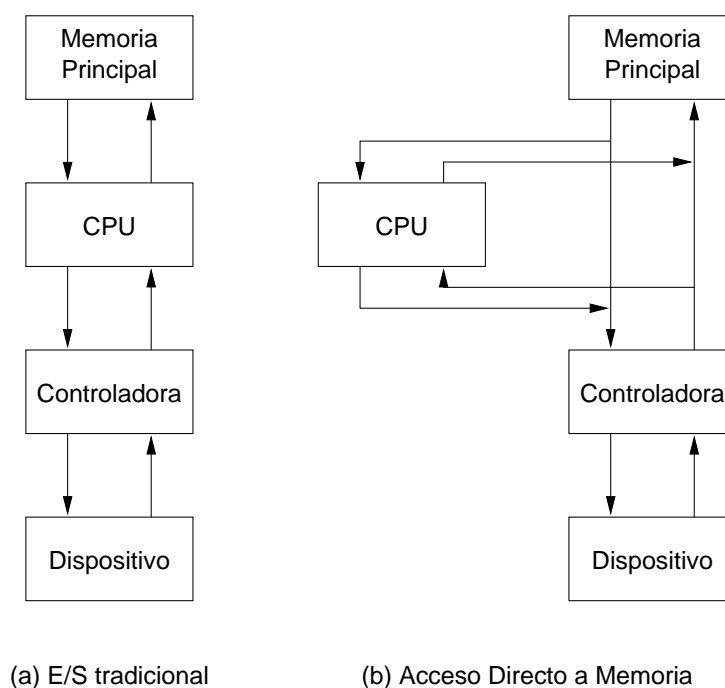 Memoria
Principal
CPU
Controladora
Dispositivo
(a) E/S tradicional
Memoria
Principal
CPU
Controladora
Dispositivo
(b) Acceso Directo a Memoria